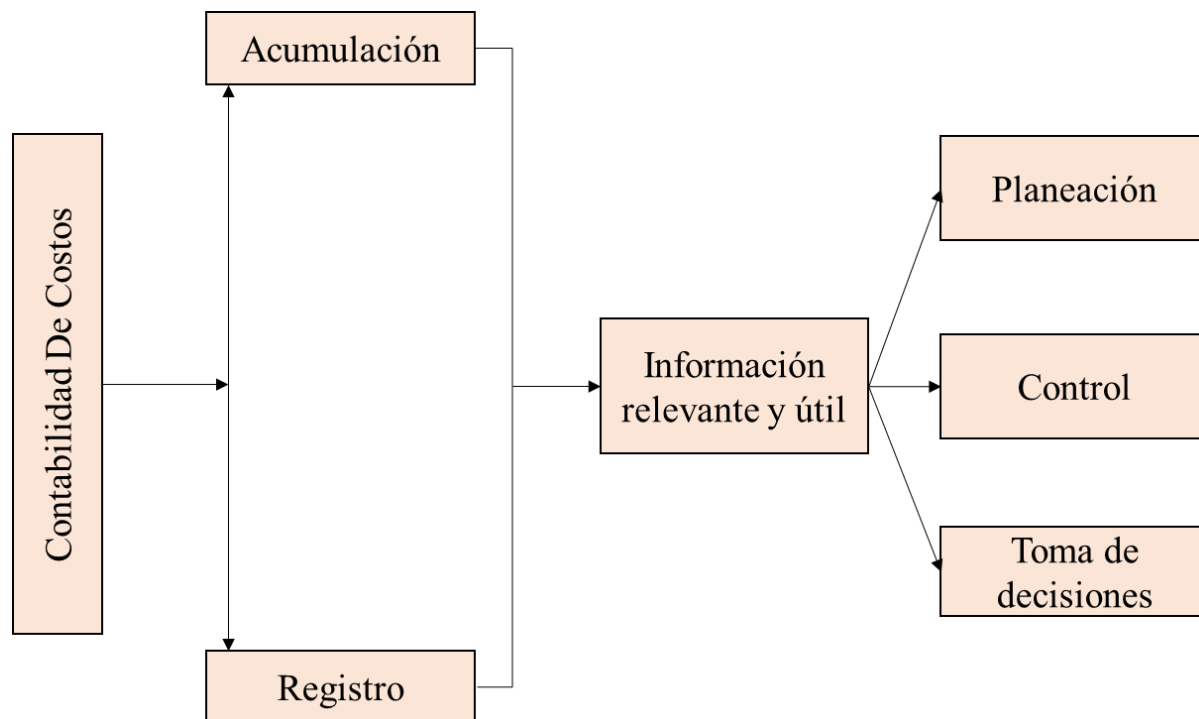 Contabilidad De Costos
Acumulación
Registro
Información
relevante y útil
Planeación
Control
Toma de
decisiones